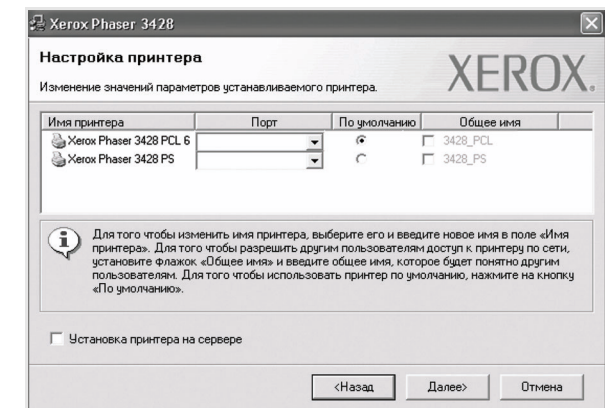 Xerox Phaser 3428
Настройка принтера
Изменение значений параметров устанавливаемого принтера.
XEROX®
Имя принтера Порт По умолчанию Общее имя
Xerox Phaser 3428 PCL 6 3428_PCL
Xerox Phaser 3428 PS 3428_PS
Для того чтобы изменить имя принтера, выберите его и введите новое имя в поле «Имя
принтера». Для того чтобы разрешить другим пользователям доступ к принтеру по сети,
установите флажок «Общее имя» и введите общее имя, которое будет понятно другим
пользователям. Для того чтобы использовать принтер по умолчанию, нажмите на кнопку
«По умолчанию».
Установка принтера на сервере
<Назад Далее> Отмена